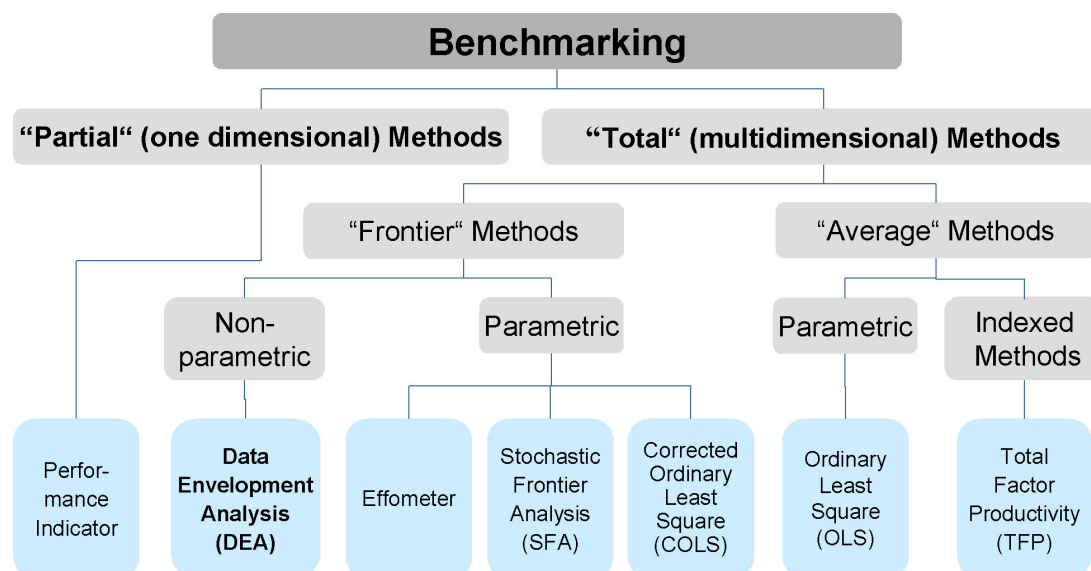 Benchmarking
“Partial“ (one dimensional) Methods
“Total“ (multidimensional) Methods
“Frontier“ Methods
“Average“ Methods
Non-
parametric
Parametric
Parametric
Indexed
Methods
Perfor-
mance
Indicator
Data
Envelopment
Analysis
(DEA)
Effometer
Stochastic
Frontier
Analysis
(SFA)
Corrected
Ordinary
Least
Square
(COLS)
Ordinary
Least
Square
(OLS)
Total
Factor
Productivity
(TFP)